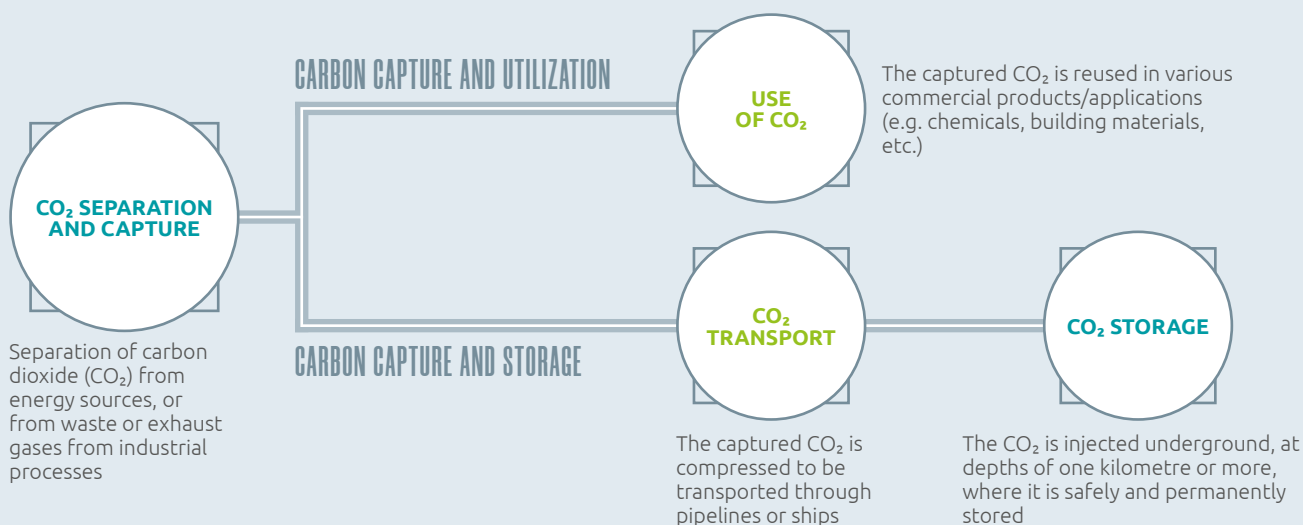 CARBON CAPTURE AND UTILIZATION
USE
OF CO₂
The captured CO₂ is reused in various
commercial products/applications
(e.g. chemicals, building materials,
etc.)
CO₂ SEPARATION
AND CAPTURE
Separation of carbon
dioxide (CO₂) from
energy sources, or
from waste or exhaust
gases from industrial
processes
CARBON CAPTURE AND STORAGE
CO₂
TRANSPORT
The captured CO₂ is
compressed to be
transported through
pipelines or ships
CO₂ STORAGE
The CO₂ is injected underground, at
depths of one kilometre or more,
where it is safely and permanently
stored